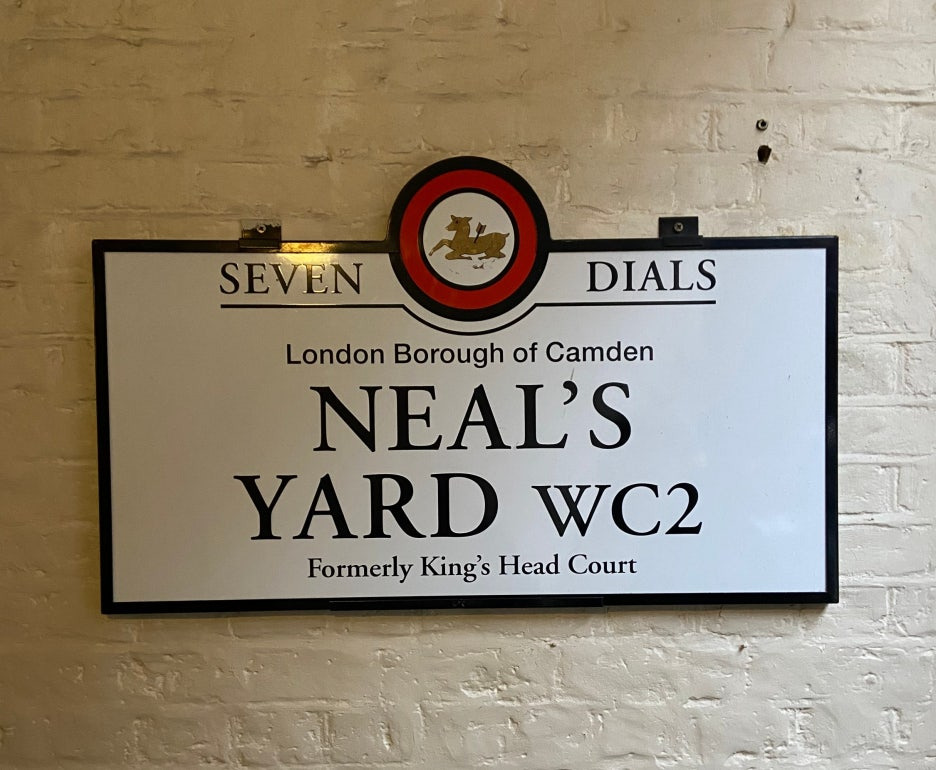 SEVEN DIALS
London Borough of Camden
NEAL’S
YARD WC2
Formerly King’s Head Court